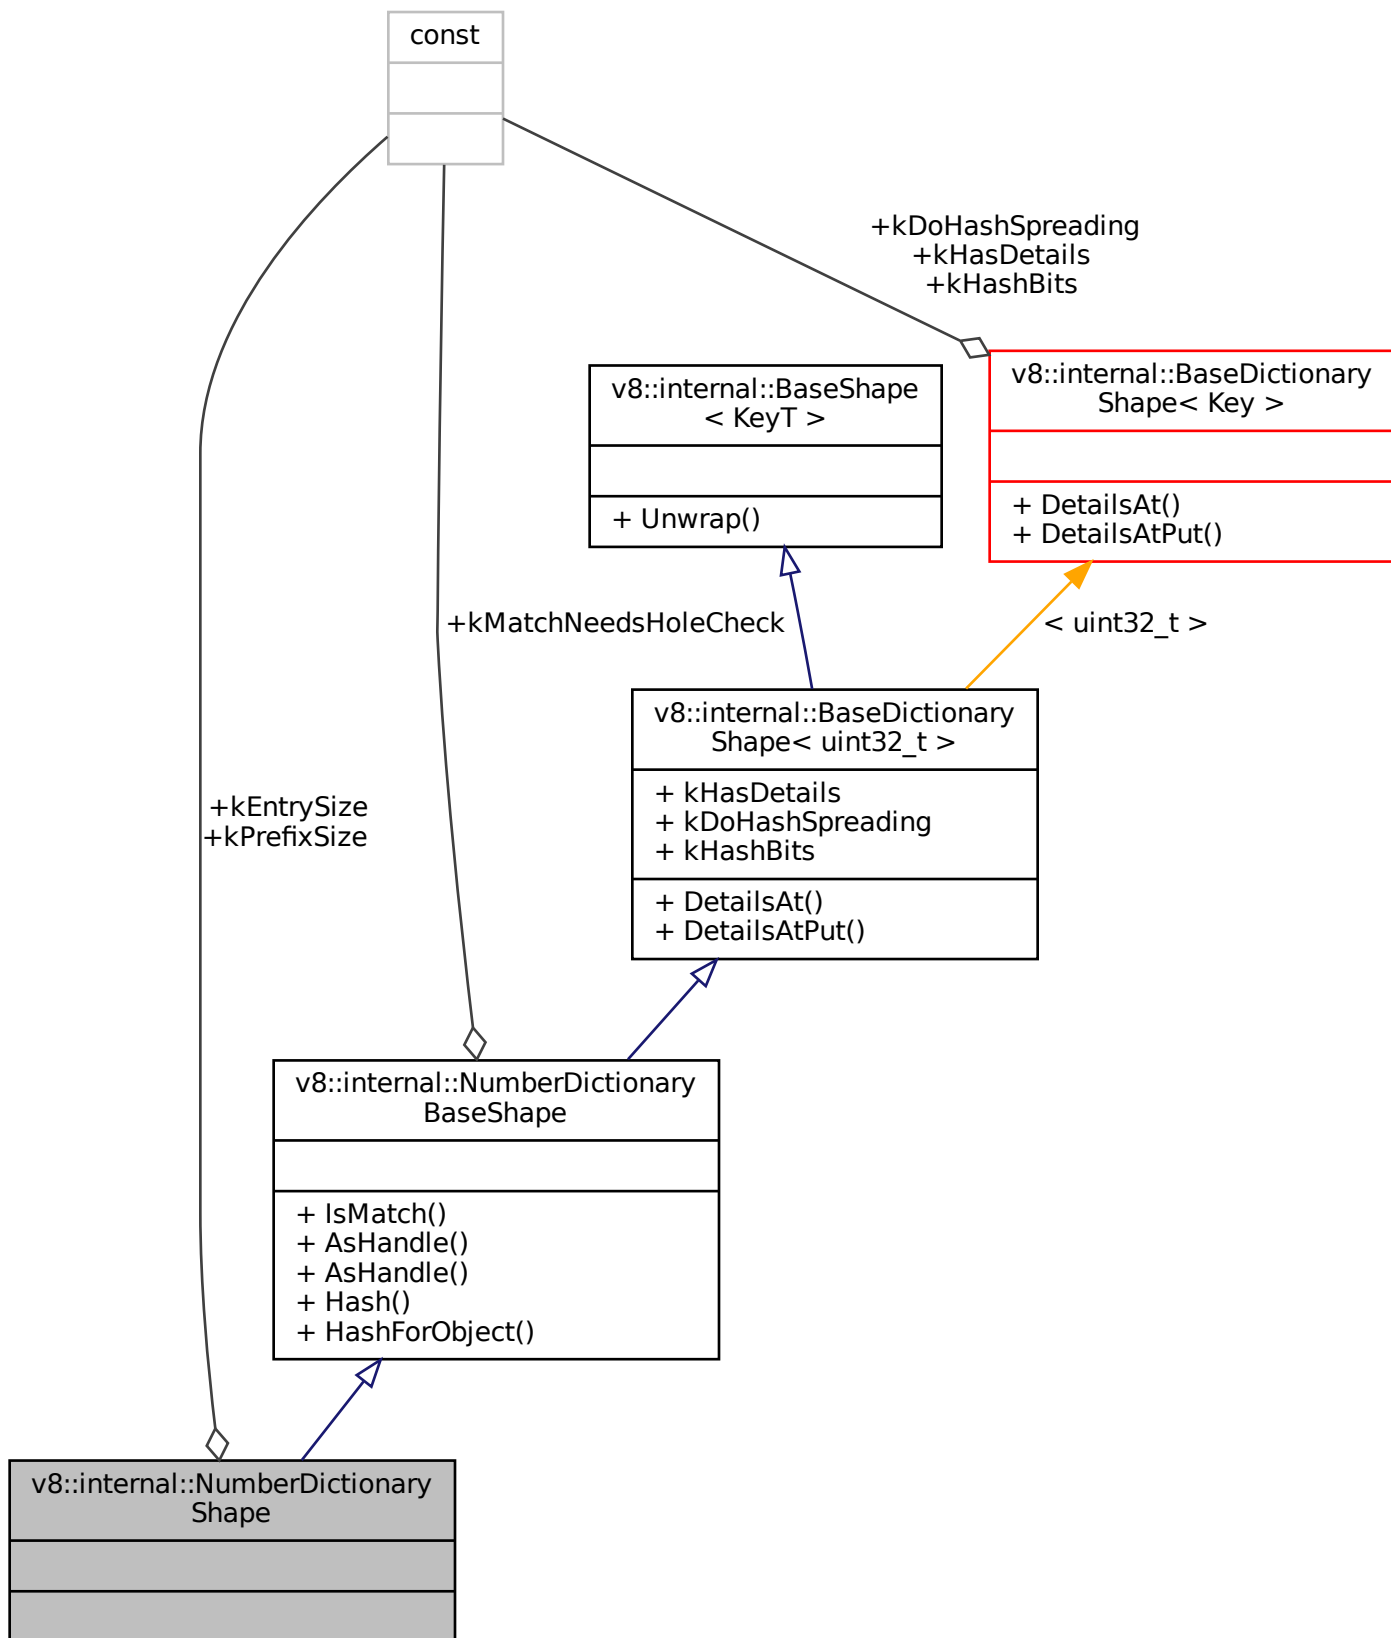 const
+kDoHashSpreading
+kHasDetails
+kHashBits
v8::internal::BaseShape
< KeyT >
+ Unwrap()
v8::internal::BaseDictionary
Shape< Key >
+ DetailsAt()
+ DetailsAtPut()
+kMatchNeedsHoleCheck
< uint32_t >
v8::internal::BaseDictionary
Shape< uint32_t >
+ kHasDetails
+ kDoHashSpreading
+ kHashBits
+ DetailsAt()
+ DetailsAtPut()
+kEntrySize
+kPrefixSize
v8::internal::NumberDictionary
BaseShape
+ IsMatch()
+ AsHandle()
+ AsHandle()
+ Hash()
+ HashForObject()
v8::internal::NumberDictionary
Shape